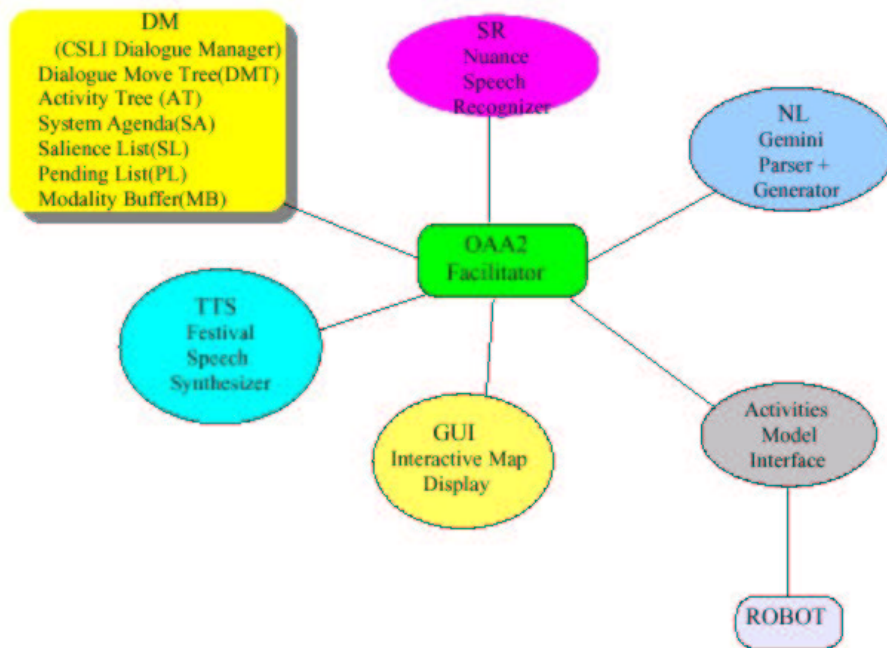 DM
(CSLI Dialogue Manager)
Dialogue Move Tree(DMT)
Activity Tree (AT)
System Agenda(SA)
Salience List(SL)
Pending List(PL)
Modality Buffer(MB)
SR
Nuance
Speech
Recognizer
NL
Gemini
Parser +
Generator
OAA2
Facilitator
TTS
Festival
Speech
Synthesizer
GUI
Interactive Map
Display
Activities
Model
Interface
ROBOT